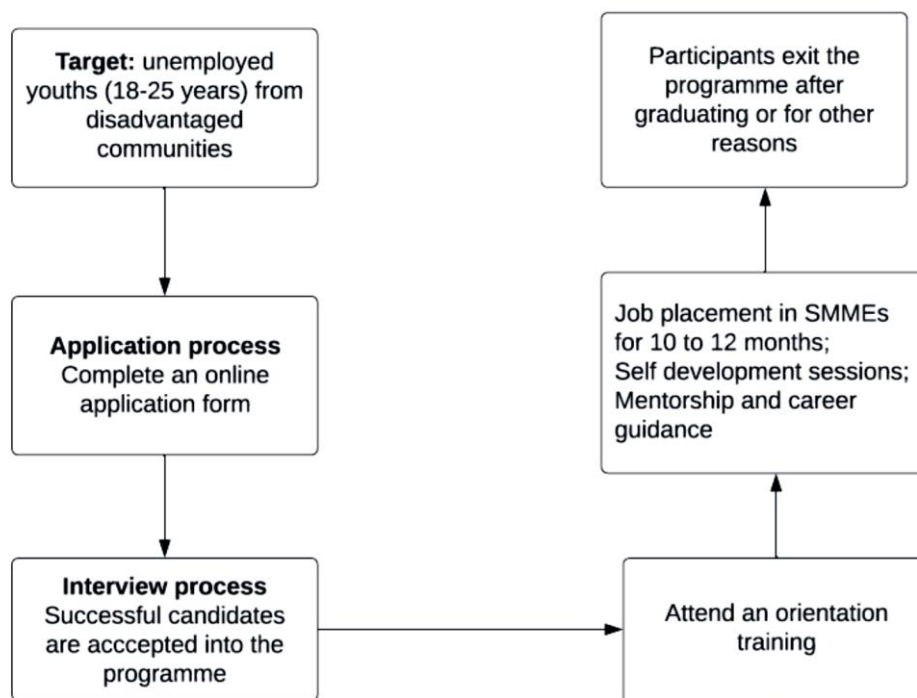 Target: unemployed
youths (18-25 years) from
disadvantaged
communities
Application process
Complete an online
application form
Interview process
Successful candidates
are acccepted into the
programme
Attend an orientation
training
Job placement in SMMEs
for 10 to 12 months;
Self development sessions;
Mentorship and career
guidance
Participants exit the
programme after
graduating or for other
reasons